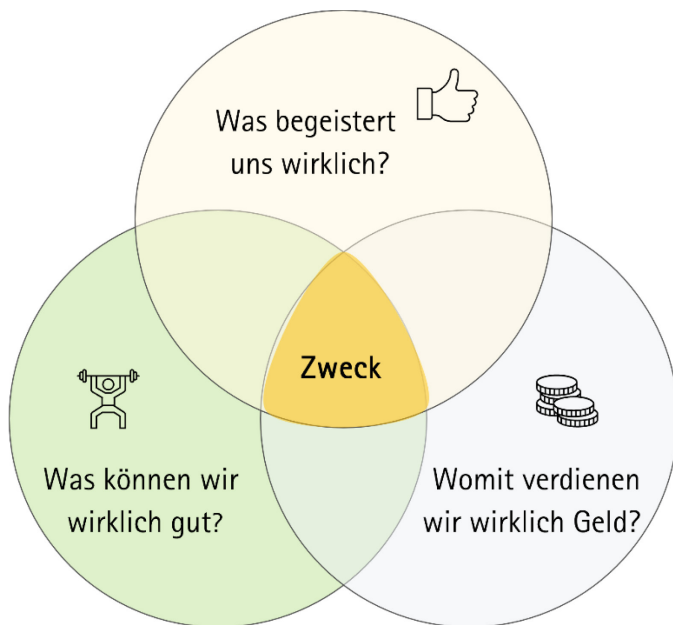 Was begeistert
uns wirklich?
Zweck
Was können wir
wirklich gut?
Womit verdienen
wir wirklich Geld?